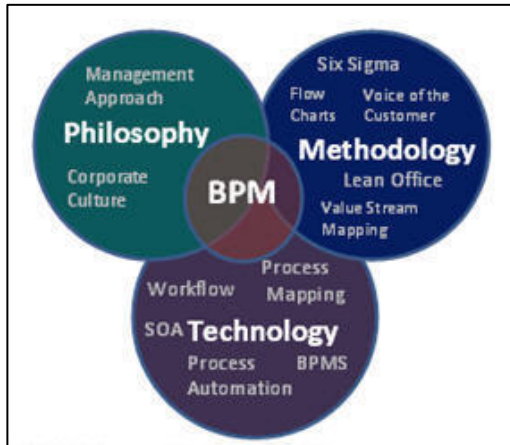 Management
Approach
Philosophy
Corporate
Culture
Six Sigma
Flow
Charts
Voice of the
Customer
Methodology
Lean Office
Value Stream
Mapping
BPM
Process
Mapping
Workflow
SOA
Technology
Process
Automation
BPMS